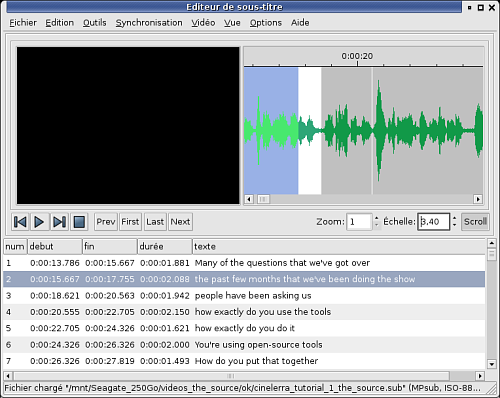 Editeur de sous-titre
Fichier Edition Outils Synchronisation Vidéo Vue Options Aide
0:00:20
Prev First Last Next Zoom: 1 Échelle: 3,40 Scroll
num debut fin durée texte
1 0:00:13.786 0:00:15.667 0:00:01.881 Many of the questions that we've got over
2 0:00:15.667 0:00:17.755 0:00:02.088 the past few months that we've been doing the show
3 0:00:18.621 0:00:20.563 0:00:01.942 people have been asking us
4 0:00:20.555 0:00:22.705 0:00:02.150 how exactly do you use the tools
5 0:00:22.705 0:00:24.326 0:00:01.621 how exactly do you do it
6 0:00:24.326 0:00:26.326 0:00:02.000 You're using open-source tools
7 0:00:26.326 0:00:27.819 0:00:01.493 How do you put that together
Fichier chargé "/mnt/Seagate_250Go/videos_the_source/ok/cinelerra_tutorial_1_the_source.sub" (MPsub, ISO-88...